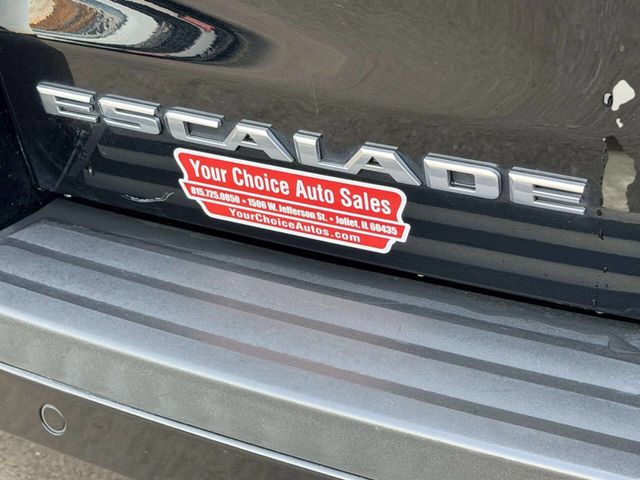 ESCALADE
Your Choice Auto Sales
815.725.0850 • 1506 W. Jefferson St. • Joliet, IL 60435
YourChoiceAutos.com